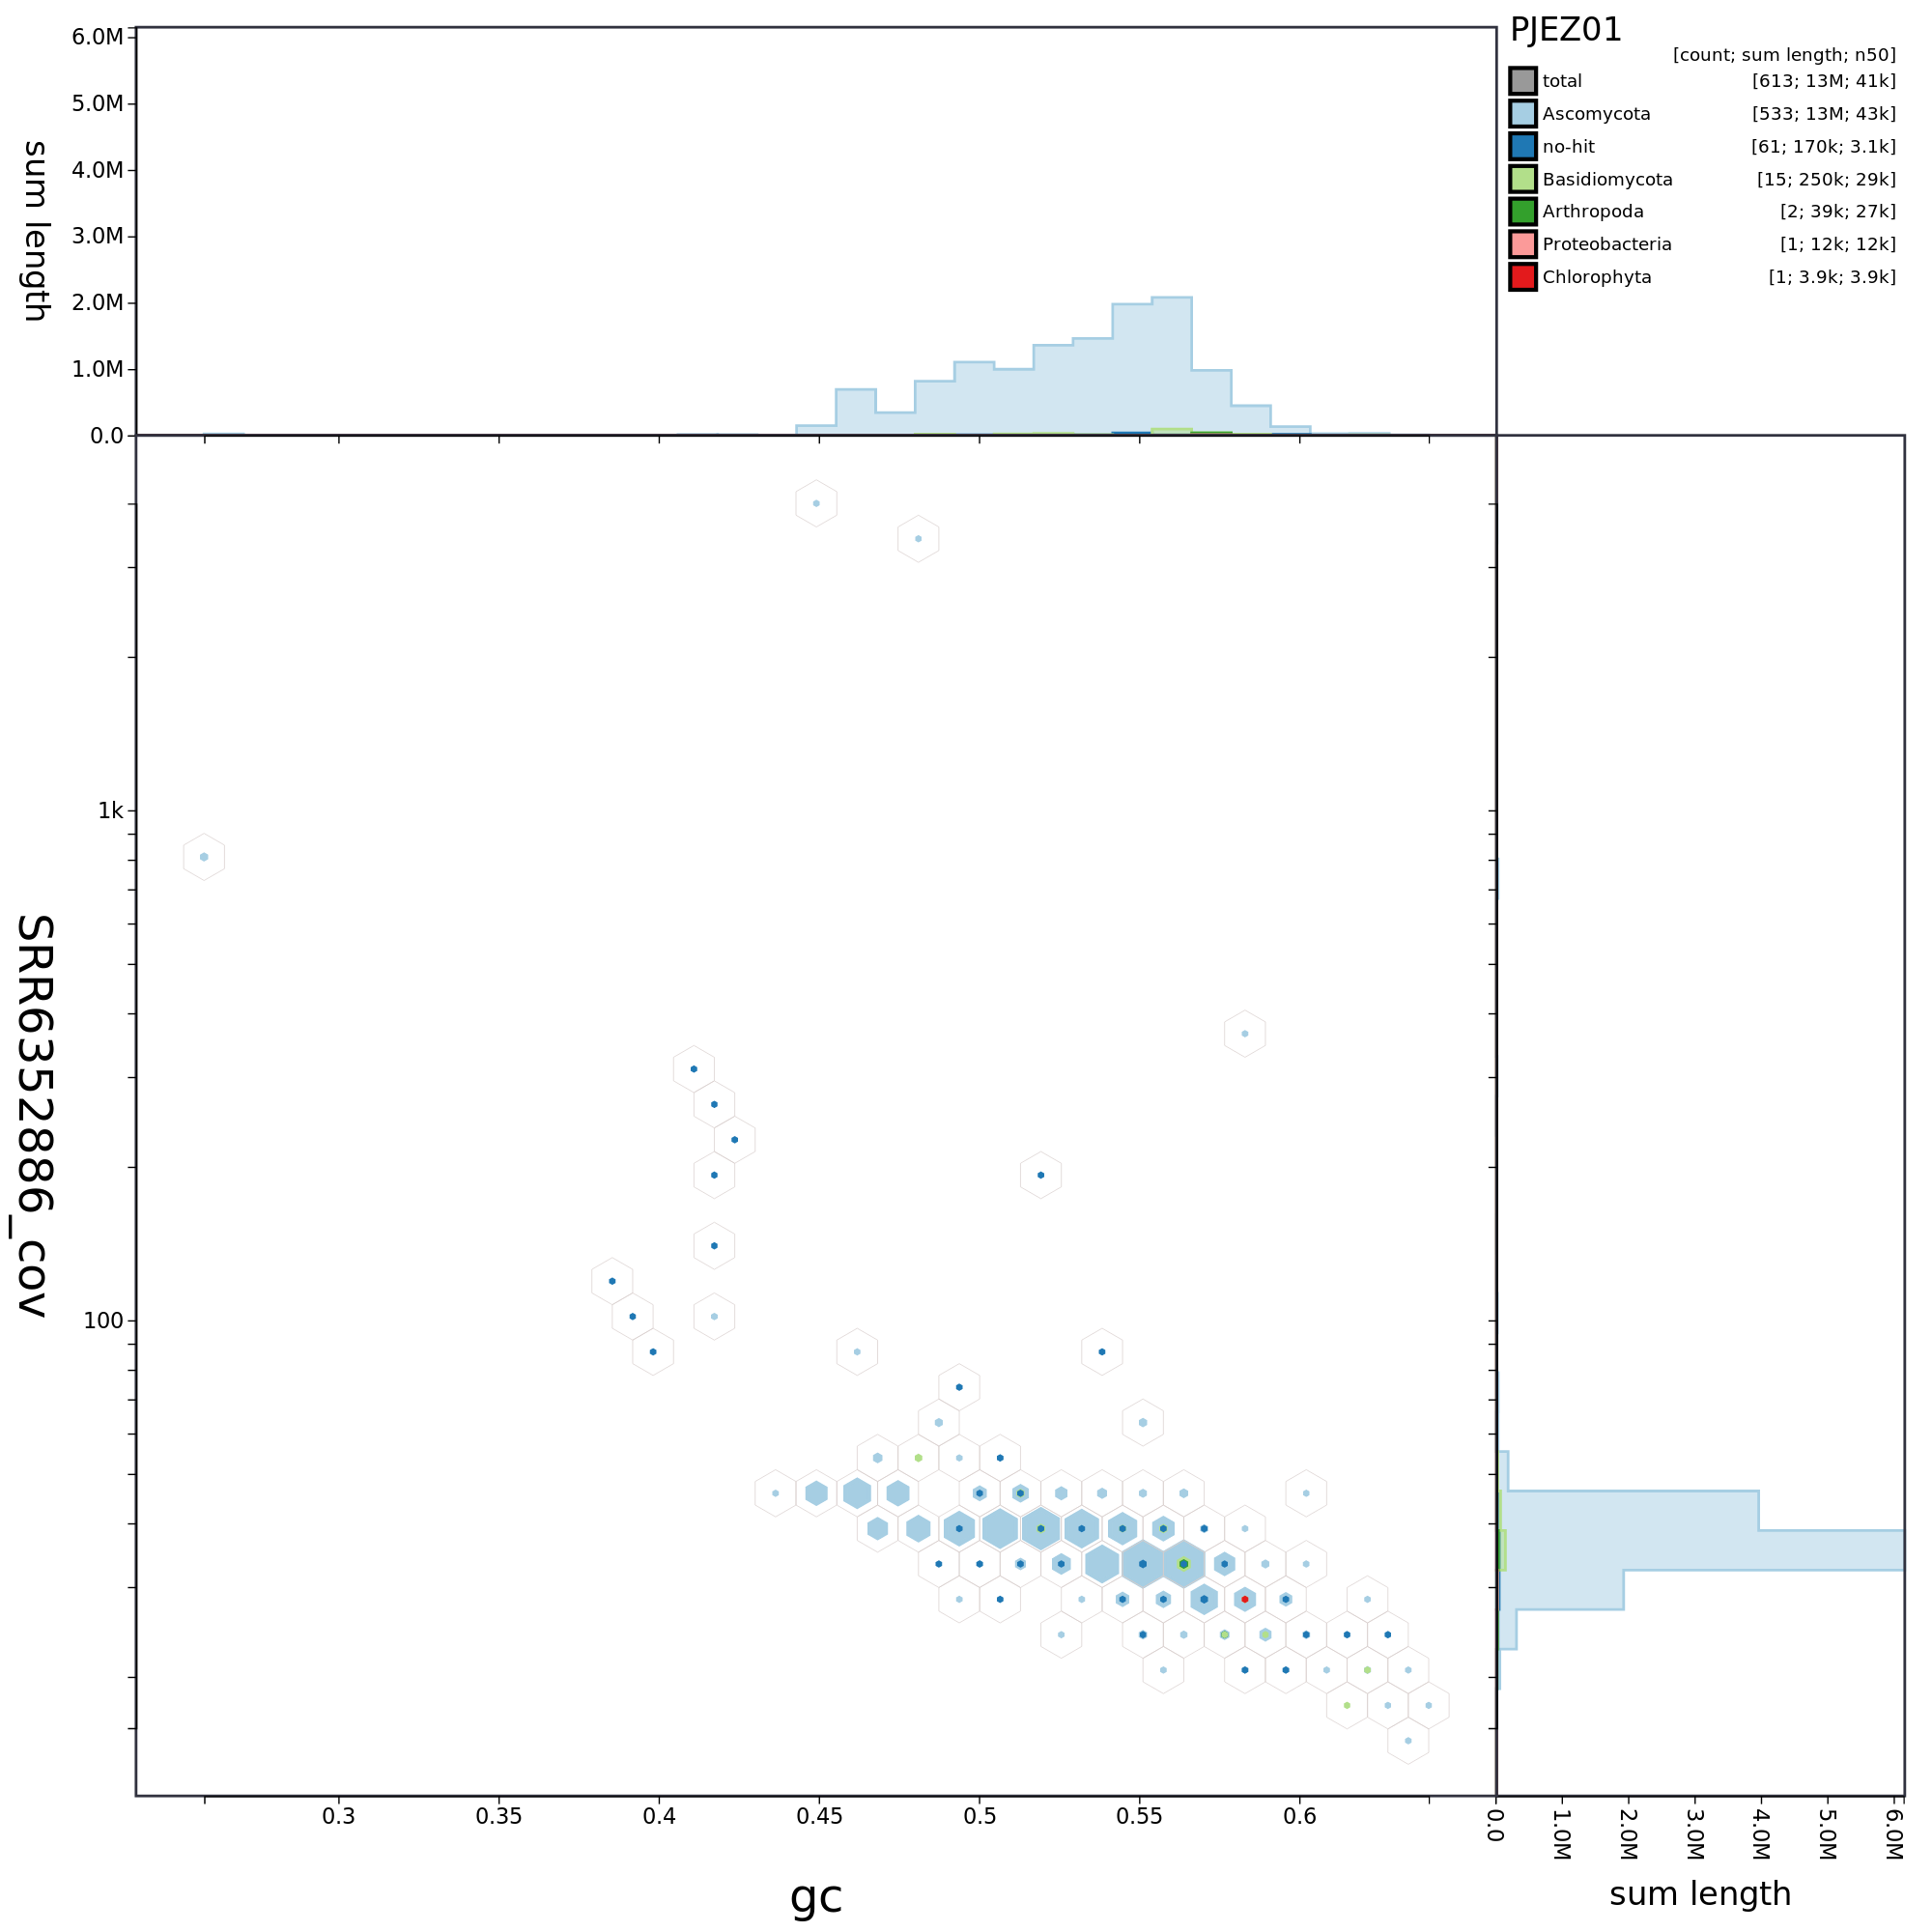 PJEZ01
[count; sum length; n50]
total [613; 13M; 41k]
Ascomycota [533; 13M; 43k]
no-hit [61; 170k; 3.1k]
Basidiomycota [15; 250k; 29k]
Arthropoda [2; 39k; 27k]
Proteobacteria [1; 12k; 12k]
Chlorophyta [1; 3.9k; 3.9k]
sum length
6.0M
5.0M
4.0M
3.0M
2.0M
1.0M
0.0
SRR6352886_cov
1k
100
0.3 0.35 0.4 0.45 0.5 0.55 0.6
gc
0.0 1.0M 2.0M 3.0M 4.0M 5.0M 6.0M
sum length